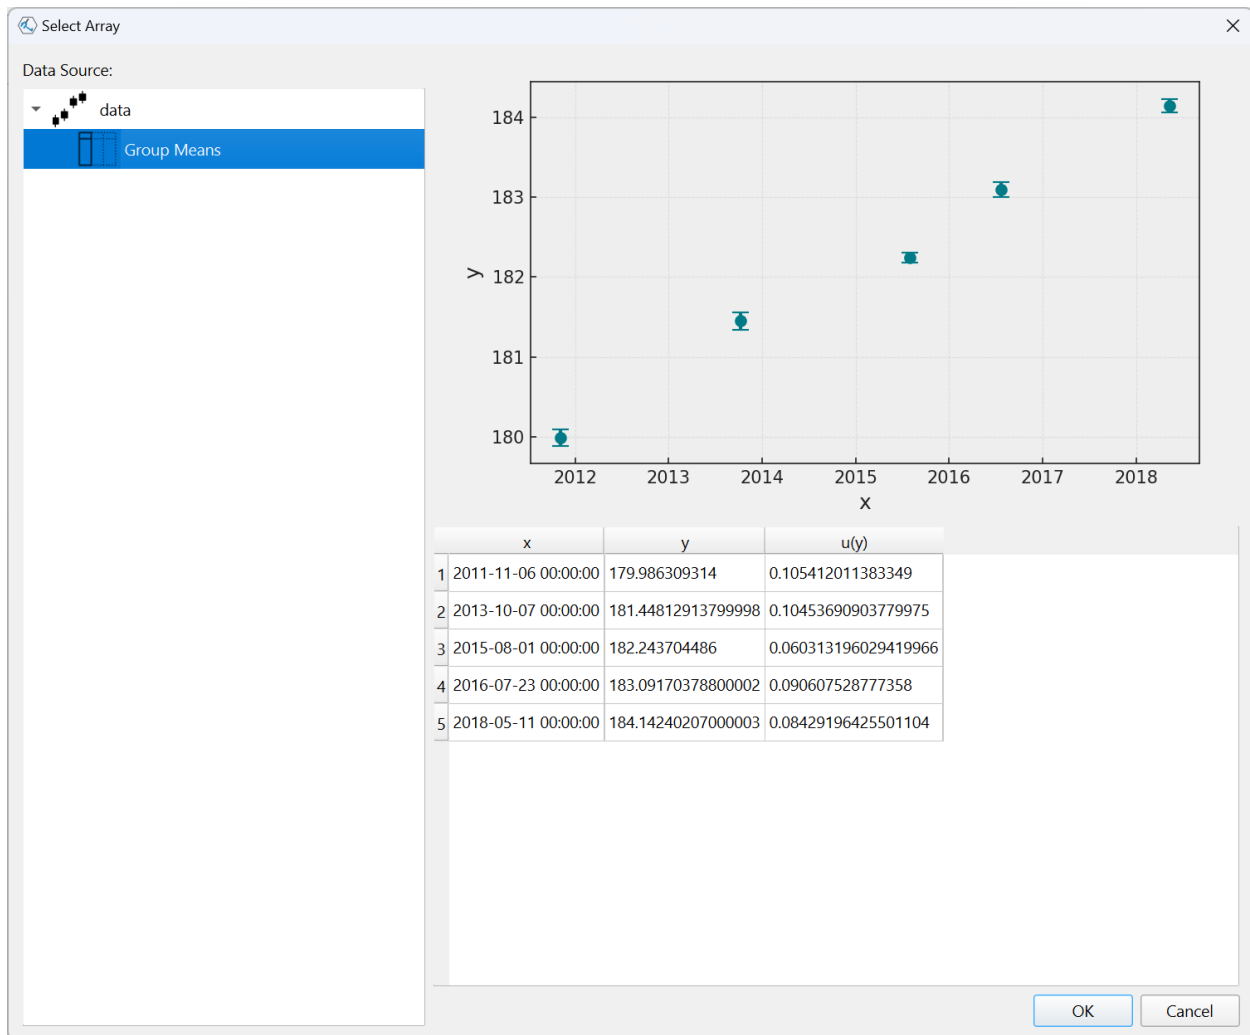 Select Array
Data Source:
data
Group Means
184
183
182
181
180
y
2012 2013 2014 2015 2016 2017 2018
x
x y u(y)
1 2011-11-06 00:00:00 179.986309314 0.105412011383349
2 2013-10-07 00:00:00 181.44812913799998 0.10453690903779975
3 2015-08-01 00:00:00 182.243704486 0.060313196029419966
4 2016-07-23 00:00:00 183.09170378800002 0.090607528777358
5 2018-05-11 00:00:00 184.14240207000003 0.08429196425501104
OK Cancel